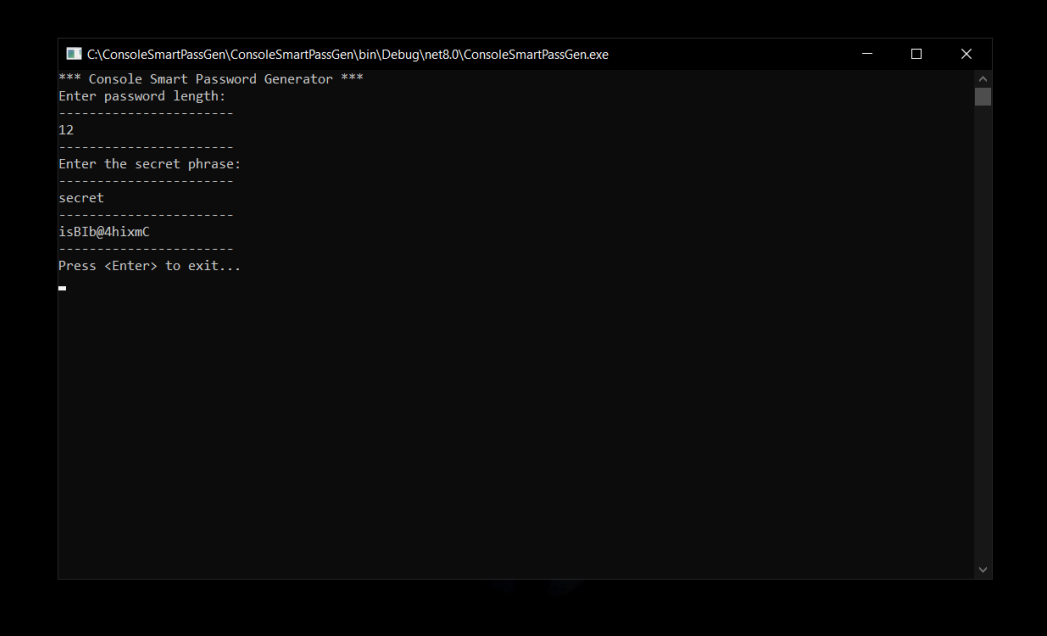 C:\ConsoleSmartPassGen\ConsoleSmartPassGen\bin\Debug\net8.0\ConsoleSmartPassGen.exe
*** Console Smart Password Generator ***
Enter password length:
-----------------------
12
-----------------------
Enter the secret phrase:
-----------------------
secret
-----------------------
isBIb@4hixmC
-----------------------
Press <Enter> to exit...